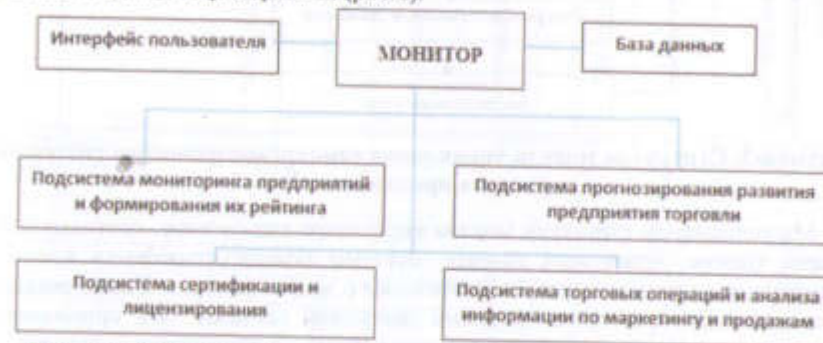 Интерфейс пользователя
МОНИТОР
База данных
Подсистема мониторинга предприятий
и формирования их рейтинга
Подсистема прогнозирования развития
предприятия торговли
Подсистема сертификации и
лицензирования
Подсистема торговых операций и анализа
информации по маркетингу и продажам